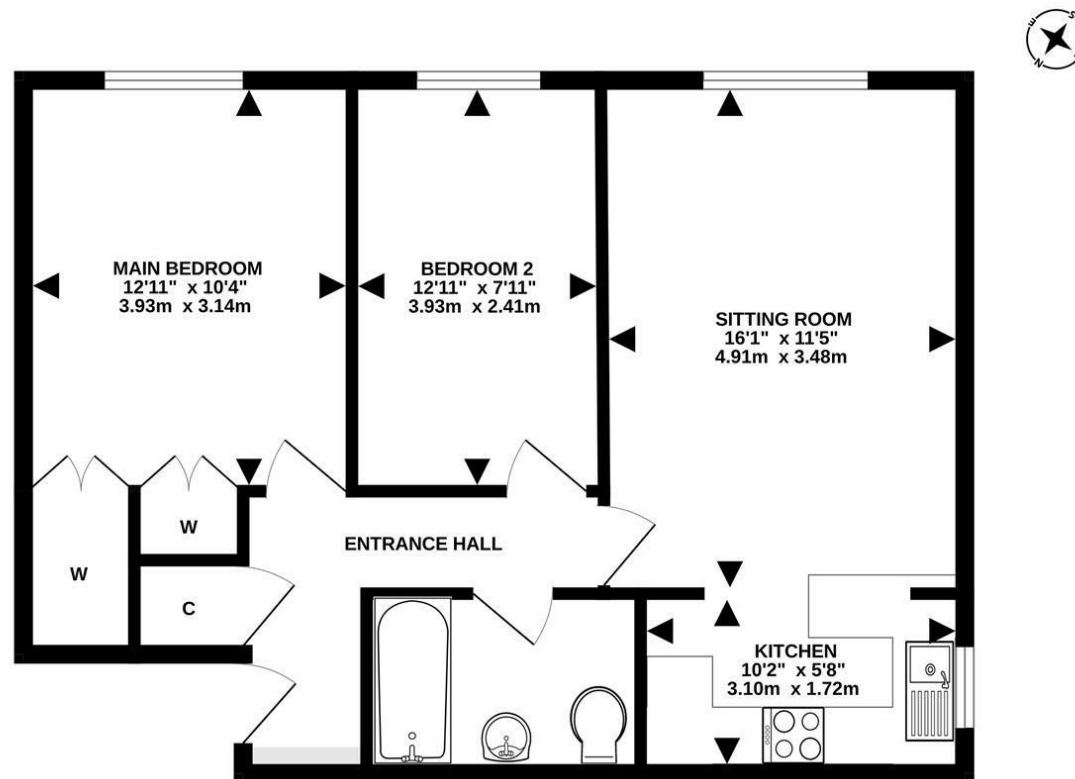 E
S
N
MAIN BEDROOM
12'11" x 10'4"
3.93m x 3.14m
BEDROOM 2
12'11" x 7'11"
3.93m x 2.41m
SITTING ROOM
16'1" x 11'5"
4.91m x 3.48m
W
W
ENTRANCE HALL
C
KITCHEN
10'2" x 5'8"
3.10m x 1.72m